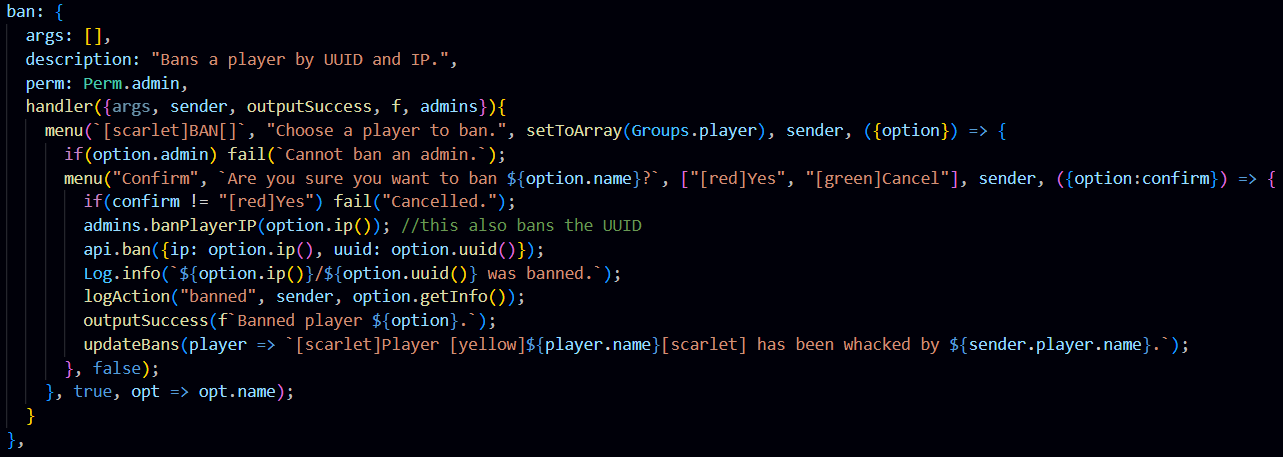 ban: {
args: [],
description: "Bans a player by UUID and IP.",
perm: Perm.admin,
handler({args, sender, outputSuccess, f, admins}){
menu(`[scarlet]BAN[]`, "Choose a player to ban.", setToArray(Groups.player), sender, ({option}) => {
if(option.admin) fail(`Cannot ban an admin.`);
menu("Confirm", `Are you sure you want to ban ${option.name}?`, ["[red]Yes", "[green]Cancel"], sender, ({option:confirm}) => {
if(confirm != "[red]Yes") fail("Cancelled.");
admins.banPlayerIP(option.ip()); //this also bans the UUID
api.ban({ip: option.ip(), uuid: option.uuid()});
Log.info(`${option.ip()}/${option.uuid()} was banned.`);
logAction("banned", sender, option.getInfo());
outputSuccess(f`Banned player ${option}.`);
updateBans(player => `[scarlet]Player [yellow]${player.name}[scarlet] has been whacked by ${sender.player.name}.`);
}, false);
}, true, opt => opt.name);
}
},